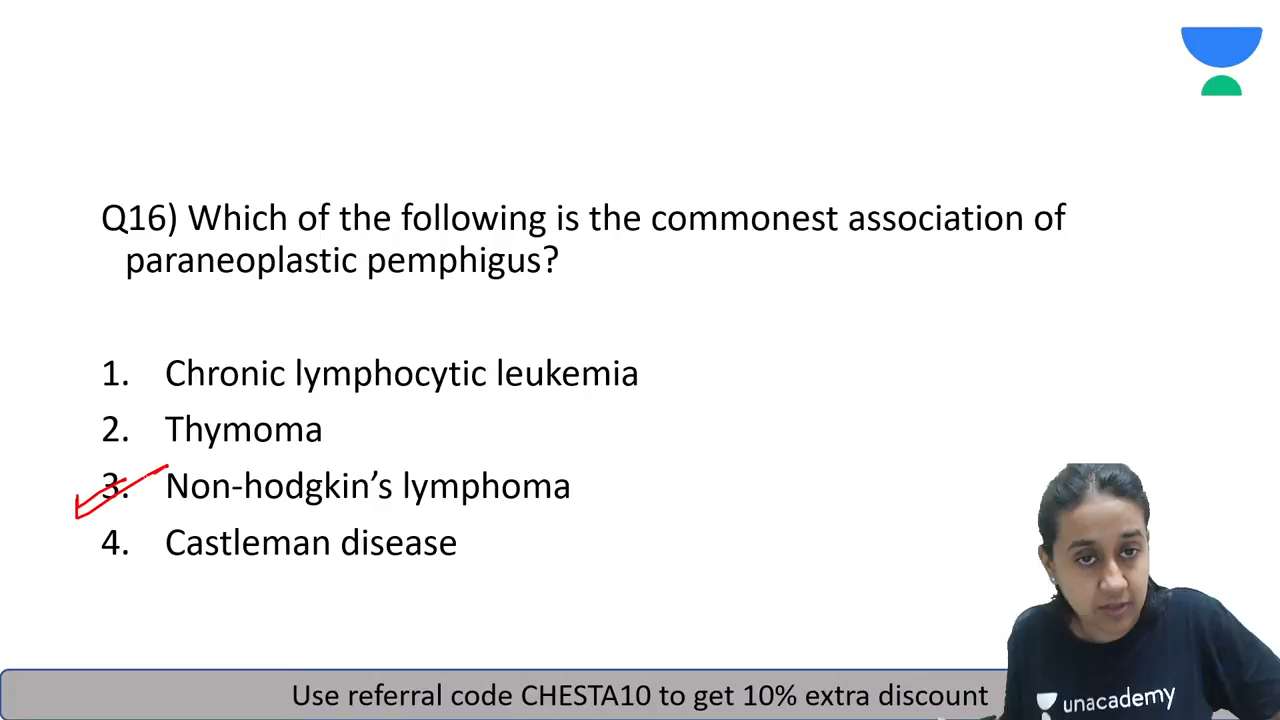 Q16) Which of the following is the commonest association of
paraneoplastic pemphigus?
1. Chronic lymphocytic leukemia
2. Thymoma
3. Non-hodgkin’s lymphoma
4. Castleman disease
unacademy
Use referral code CHESTA10 to get 10% extra discount